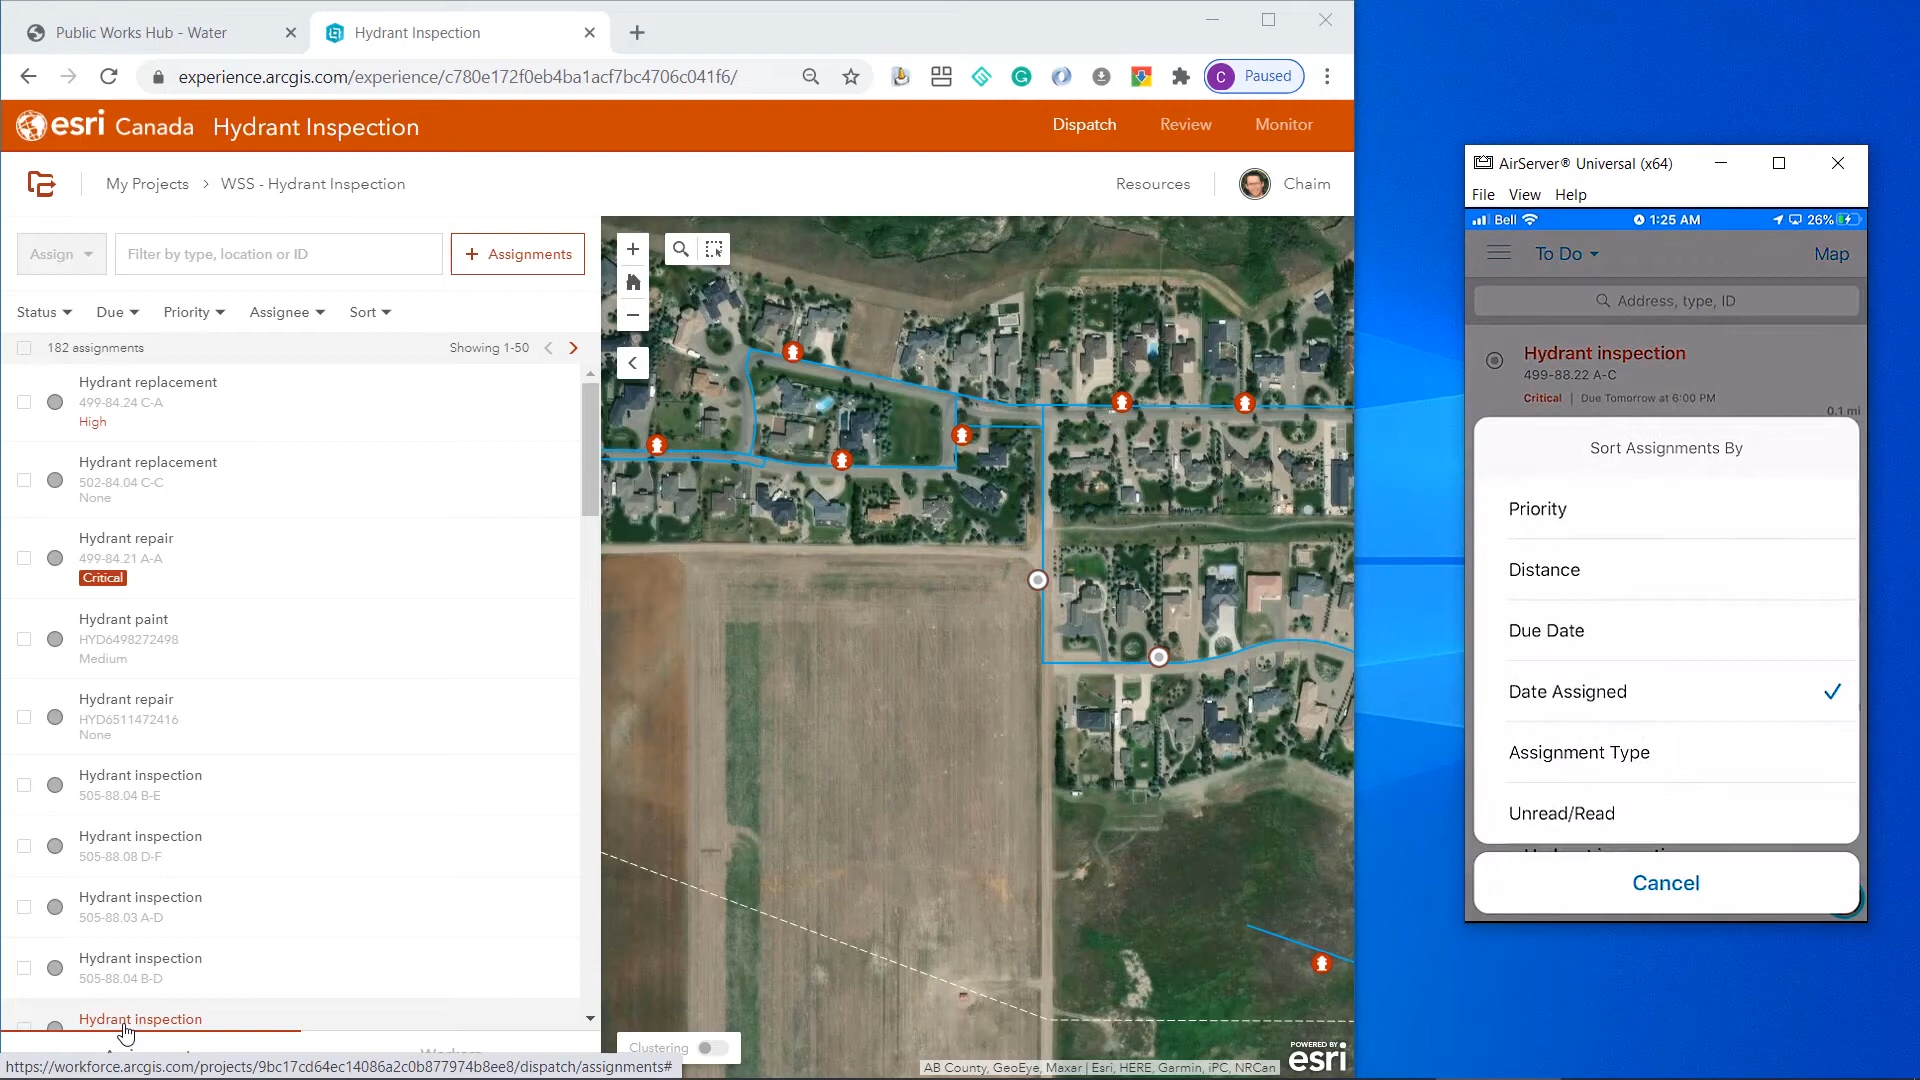 Public Works Hub - Water
Hydrant Inspection
experience.arcgis.com/experience/c780e172f0eb4ba1acf7bc4706c041f6/
C Paused
esri Canada Hydrant Inspection
Dispatch Review Monitor
My Projects > WSS - Hydrant Inspection
Resources Chaim
Assign
Filter by type, location or ID
+ Assignments
Status Due Priority Assignee Sort
182 assignments
Showing 1-50
Hydrant replacement
499-84.24 C-A
High
Hydrant replacement
502-84.04 C-C
None
Hydrant repair
499-84.21 A-A
Critical
Hydrant paint
HYD6498272498
Medium
Hydrant repair
HYD6511472416
None
Hydrant inspection
505-88.04 B-E
Hydrant inspection
505-88.08 D-F
Hydrant inspection
505-88.03 A-D
Hydrant inspection
505-88.04 B-D
Hydrant inspection
https://workforce.arcgis.com/projects/9bc17cd64ec14086a2c0b877974b8ee8/dispatch/assignments#
Clustering
AB County, GeoEye, Maxar | Esri, HERE, Garmin, iPC, NRCan
POWERED BY
esri
AirServer® Universal (x64)
File View Help
Bell 1:25 AM 26%
To Do Map
Address, type, ID
Hydrant inspection
499-88.22 A-C
Critical | Due Tomorrow at 6:00 PM
0.1 mi
Sort Assignments By
Priority
Distance
Due Date
Date Assigned
Assignment Type
Unread/Read
Cancel